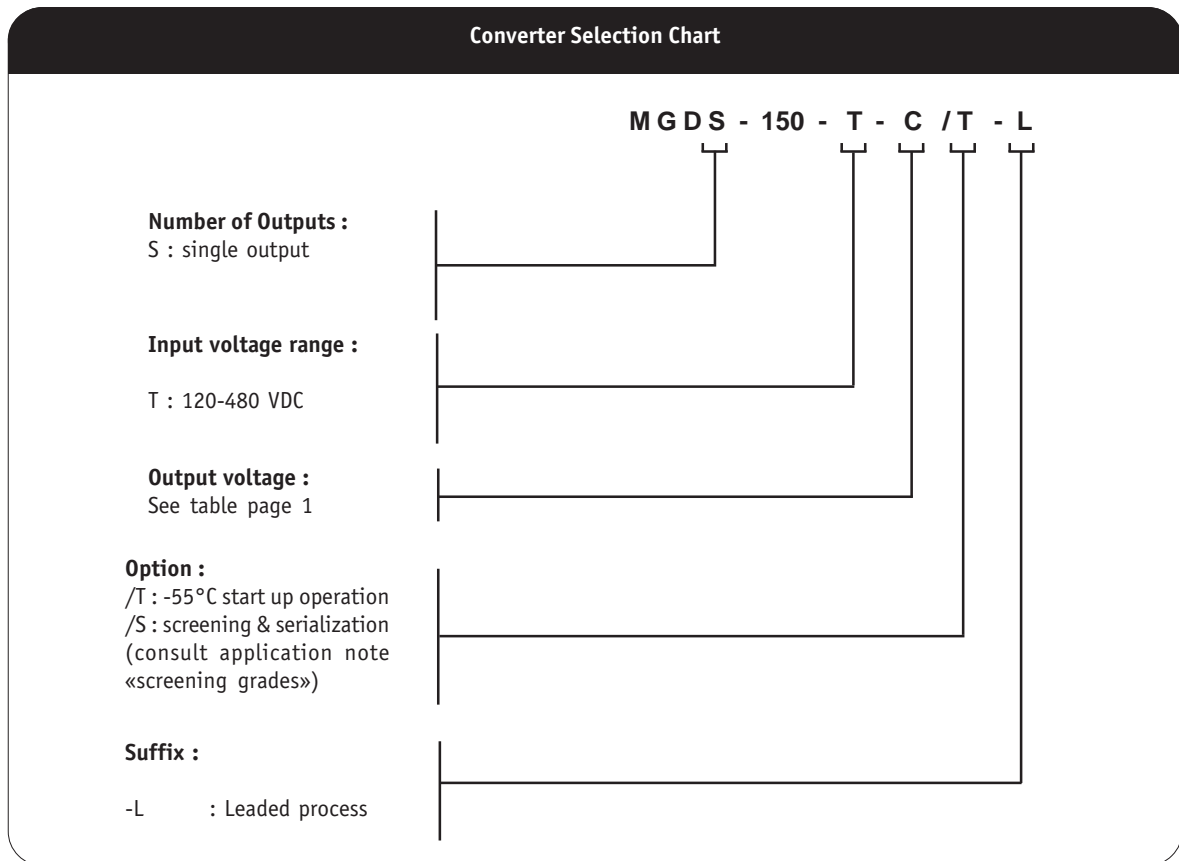 Converter Selection Chart
MGDS - 150 - T - C /T - L
Number of Outputs :
S : single output
Input voltage range :
T : 120-480 VDC
Output voltage :
See table page 1
Option :
/T : -55°C start up operation
/S : screening & serialization
(consult application note
«screening grades»)
Suffix :
-L : Leaded process